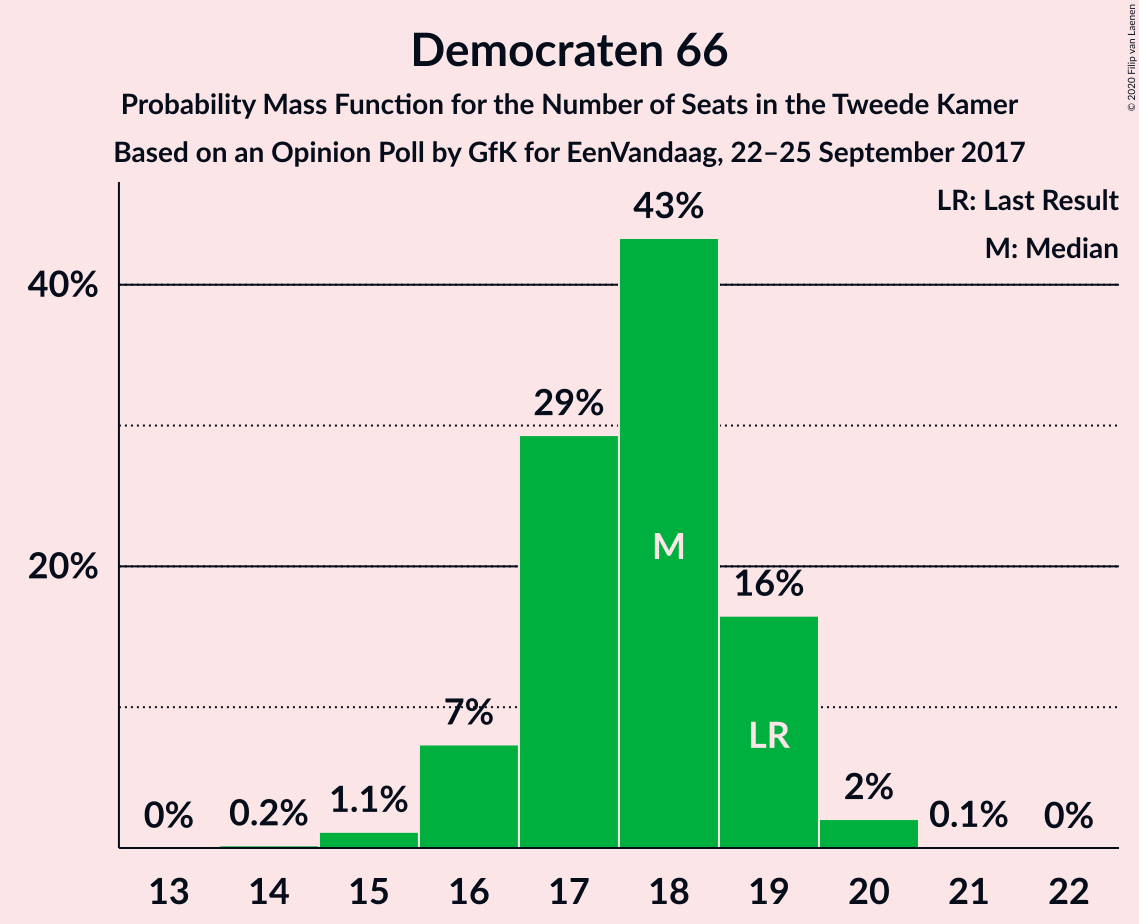 Democraten 66
Probability Mass Function for the Number of Seats in the Tweede Kamer
Based on an Opinion Poll by GfK for EenVandaag, 22–25 September 2017
© 2020 Filip van Laenen
LR: Last Result
M: Median
40%
20%
0%
0.2%
1.1%
7%
29%
43%
16%
2%
0.1%
0%
M
LR
13 14 15 16 17 18 19 20 21 22